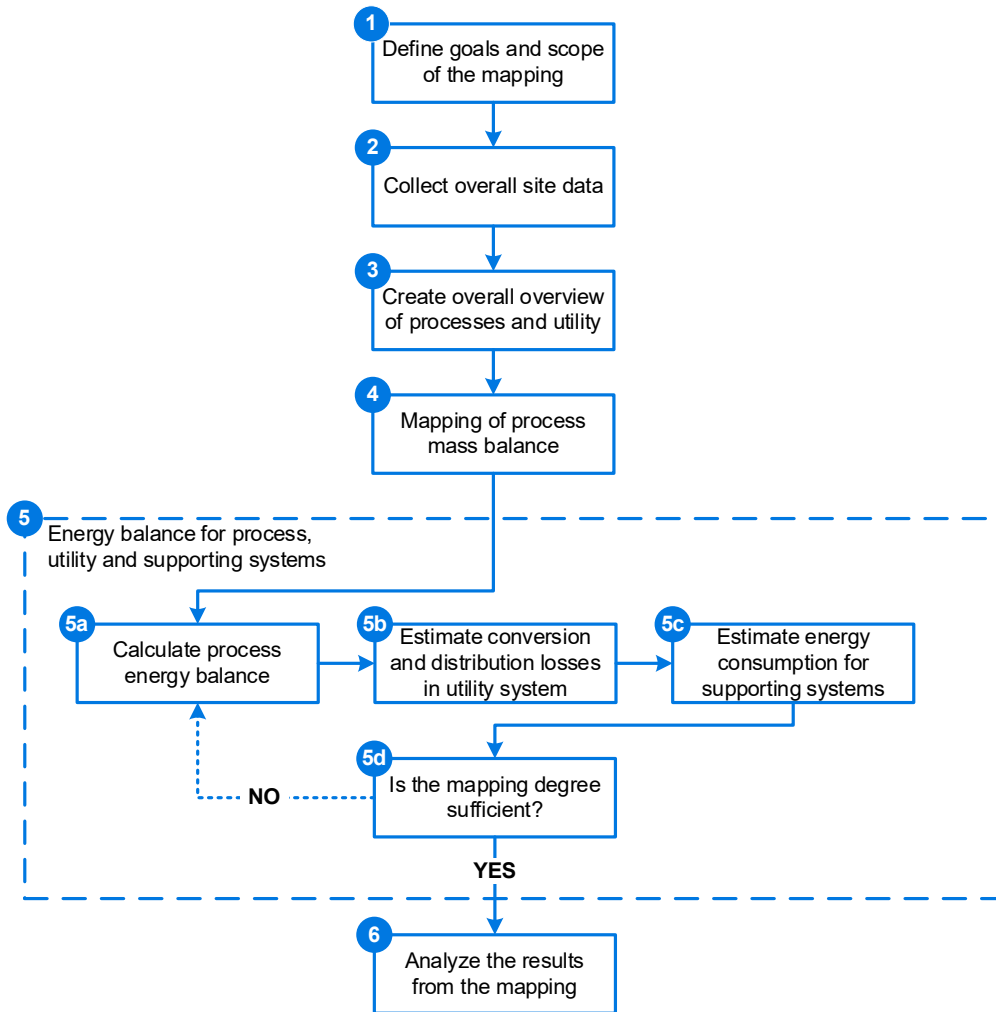 1
Define goals and scope
of the mapping
2
Collect overall site data
3
Create overall overview
of processes and utility
4
Mapping of process
mass balance
5
Energy balance for process,
utility and supporting systems
5a
Calculate process
energy balance
5b
Estimate conversion
and distribution losses
in utility system
5c
Estimate energy
consumption for
supporting systems
5d
Is the mapping degree
sufficient?
NO
YES
6
Analyze the results
from the mapping